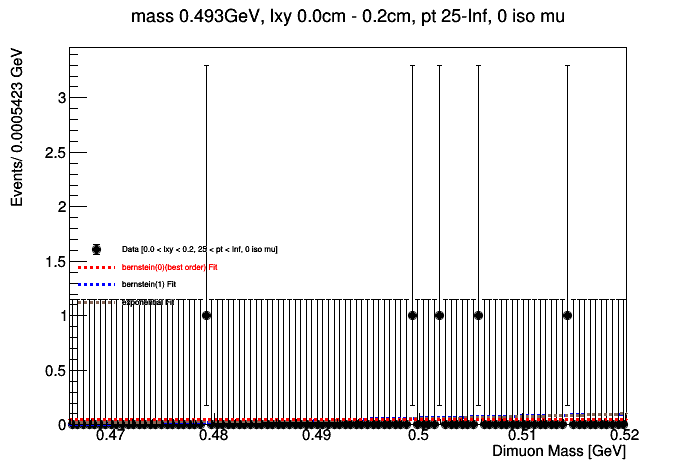 mass 0.493GeV, lxy 0.0cm - 0.2cm, pt 25-Inf, 0 iso mu
Events/ 0.0005423 GeV
3
2.5
2
1.5
1
0.5
0
Data [0.0 < lxy < 0.2, 25 < pt < Inf, 0 iso mu]
bernstein(0)(best order) Fit
bernstein(1) Fit
exponential Fit
0.47
0.48
0.49
0.5
0.51
0.52
Dimuon Mass [GeV]